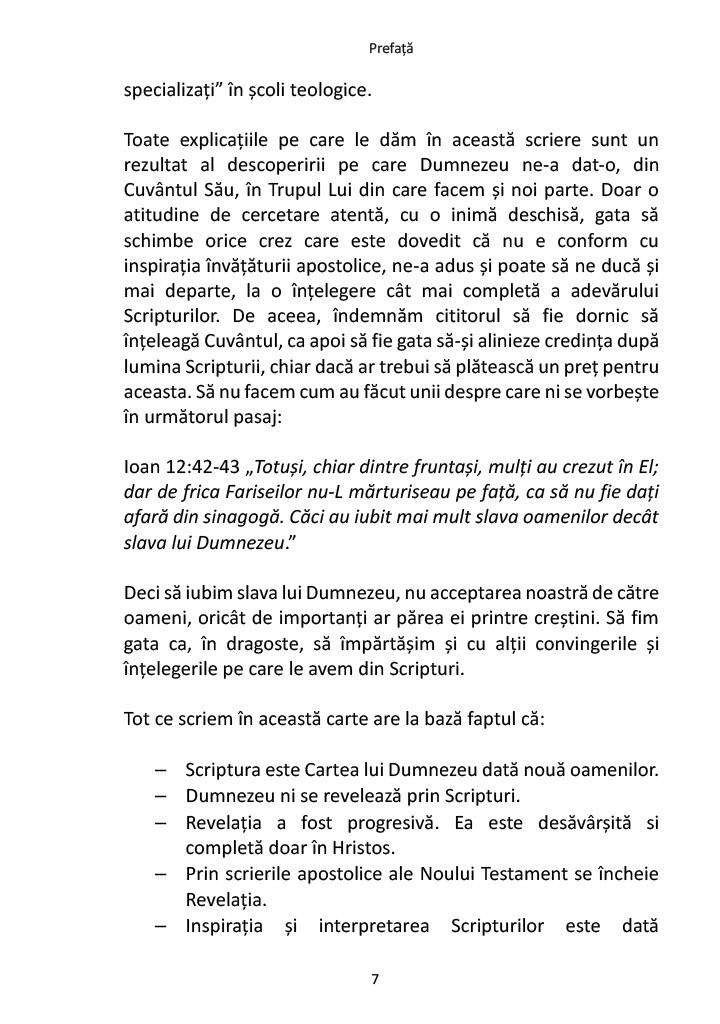 Prefață
specializați” în școli teologice.
Toate explicațiile pe care le dăm în această scriere sunt un
rezultat al descoperirii pe care Dumnezeu ne-a dat-o, din
Cuvântul Său, în Trupul Lui din care facem și noi parte. Doar o
atitudine de cercetare atentă, cu o inimă deschisă, gata să
schimbe orice crez care este dovedit că nu e conform cu
inspirația învățăturii apostolice, ne-a adus și poate să ne ducă și
mai departe, la o înțelegere cât mai completă a adevărului
Scripturilor. De aceea, îndemnăm cititorul să fie dornic să
înțeleagă Cuvântul, ca apoi să fie gata să-și alinieze credința după
lumina Scripturii, chiar dacă ar trebui să plătească un preț pentru
aceasta. Să nu facem cum au făcut unii despre care ni se vorbește
în următorul pasaj:
Ioan 12:42-43 „Totuși, chiar dintre fruntași, mulți au crezut în El;
dar de frica Fariseilor nu-L mărturiseau pe față, ca să nu fie dați
afară din sinagogă. Căci au iubit mai mult slava oamenilor decât
slava lui Dumnezeu.”
Deci să iubim slava lui Dumnezeu, nu acceptarea noastră de către
oameni, oricât de importanți ar părea ei printre creștini. Să fim
gata ca, în dragoste, să împărtășim și cu alții convingerile și
înțelegerile pe care le avem din Scripturi.
Tot ce scriem în această carte are la bază faptul că:
– Scriptura este Cartea lui Dumnezeu dată nouă oamenilor.
– Dumnezeu ni se revelează prin Scripturi.
– Revelația a fost progresivă. Ea este desăvârșită si
completă doar în Hristos.
– Prin scrierile apostolice ale Noului Testament se încheie
Revelația.
– Inspirația și interpretarea Scripturilor este dată
7